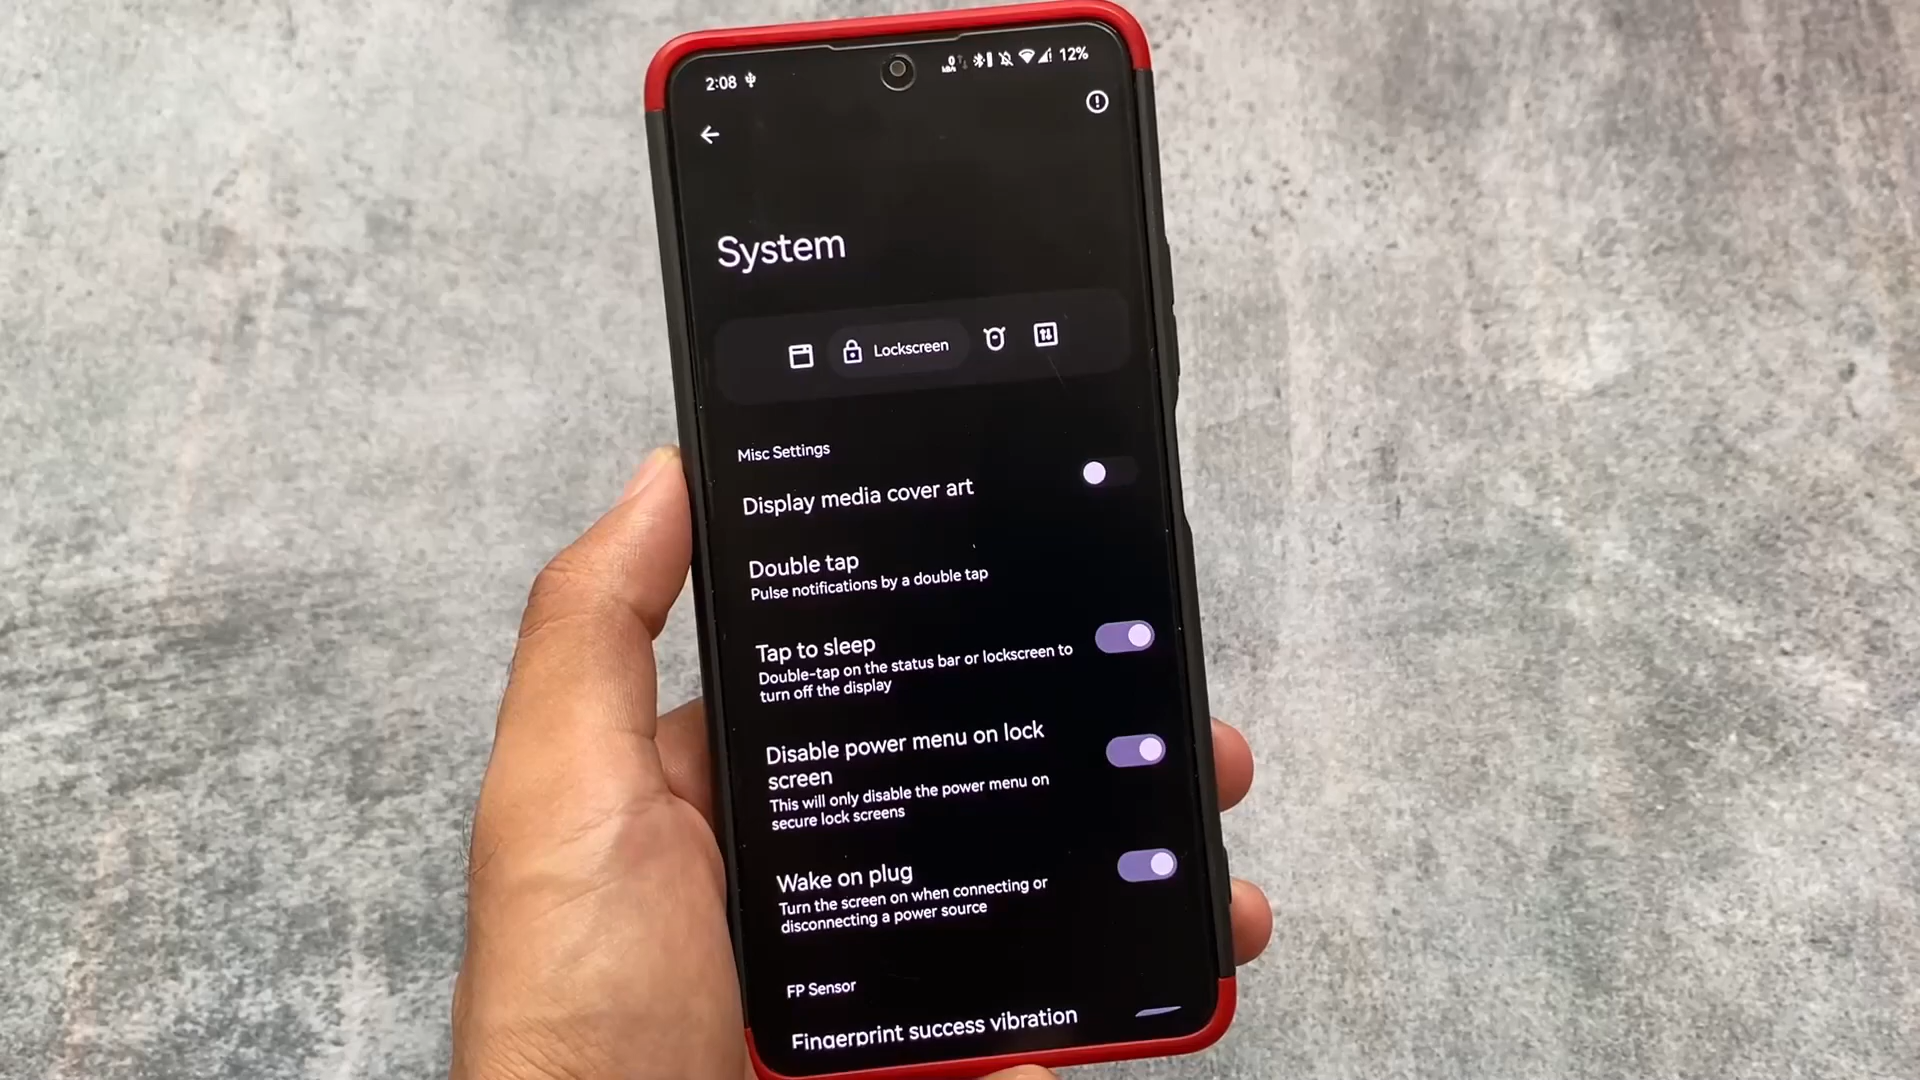 2:08
12%
System
Lockscreen
Misc Settings
Display media cover art
Double tap
Pulse notifications by a double tap
Tap to sleep
Double-tap on the status bar or lockscreen to
turn off the display
Disable power menu on lock
screen
This will only disable the power menu on
secure lock screens
Wake on plug
Turn the screen on when connecting or
disconnecting a power source
FP Sensor
Fingerprint success vibration